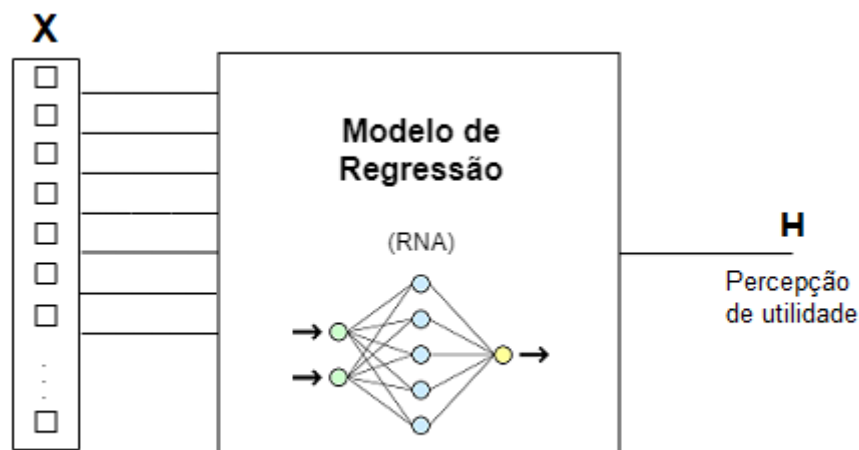 X
Modelo de
Regressão
(RNA)
H
Percepção
de utilidade